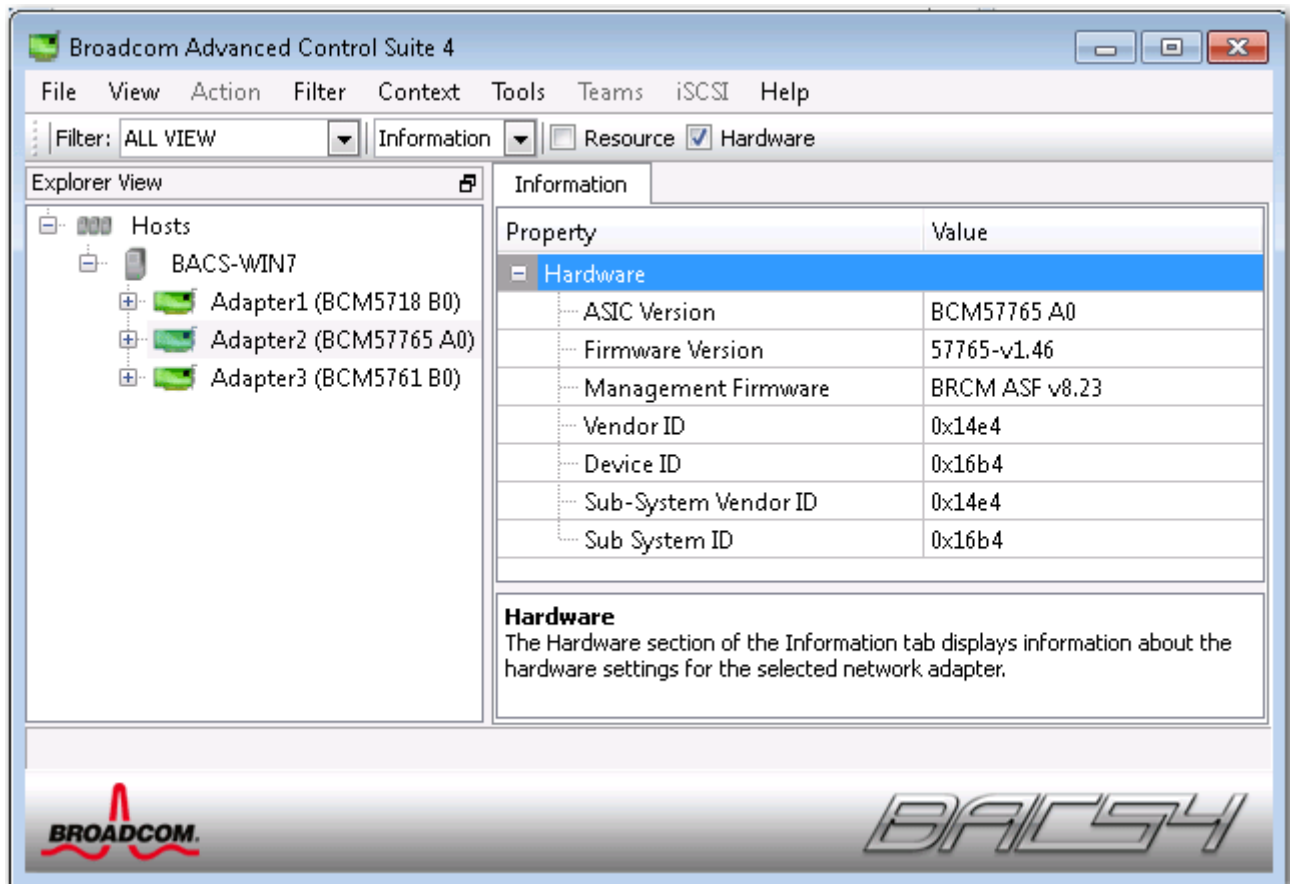 Broadcom Advanced Control Suite 4
File View Action Filter Context Tools Teams iSCSI Help
Filter: ALL VIEW Information Resource Hardware
Explorer View
Hosts
BACS-WIN7
Adapter1 (BCM5718 B0)
Adapter2 (BCM57765 A0)
Adapter3 (BCM5761 B0)
Information
Property Value
Hardware
ASIC Version BCM57765 A0
Firmware Version 57765-v1.46
Management Firmware BRCM ASF v8.23
Vendor ID 0x14e4
Device ID 0x16b4
Sub-System Vendor ID 0x14e4
Sub System ID 0x16b4
Hardware
The Hardware section of the Information tab displays information about the
hardware settings for the selected network adapter.
BROADCOM.
BACS4